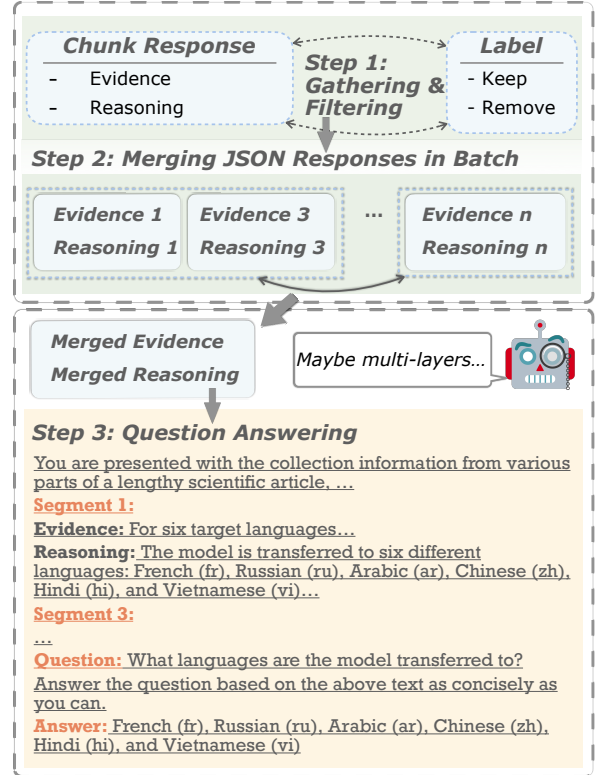 Chunk Response
- Evidence
- Reasoning
Step 1:
Gathering &
Filtering
Label
- Keep
- Remove
Step 2: Merging JSON Responses in Batch
Evidence 1
Reasoning 1
Evidence 3
Reasoning 3
...
Evidence n
Reasoning n
Merged Evidence
Merged Reasoning
Maybe multi-layers...
Step 3: Question Answering
You are presented with the collection information from various
parts of a lengthy scientific article, ...
Segment 1:
Evidence: For six target languages...
Reasoning: The model is transferred to six different
languages: French (fr), Russian (ru), Arabic (ar), Chinese (zh),
Hindi (hi), and Vietnamese (vi)...
Segment 3:
...
Question: What languages are the model transferred to?
Answer the question based on the above text as concisely as
you can.
Answer: French (fr), Russian (ru), Arabic (ar), Chinese (zh),
Hindi (hi), and Vietnamese (vi)